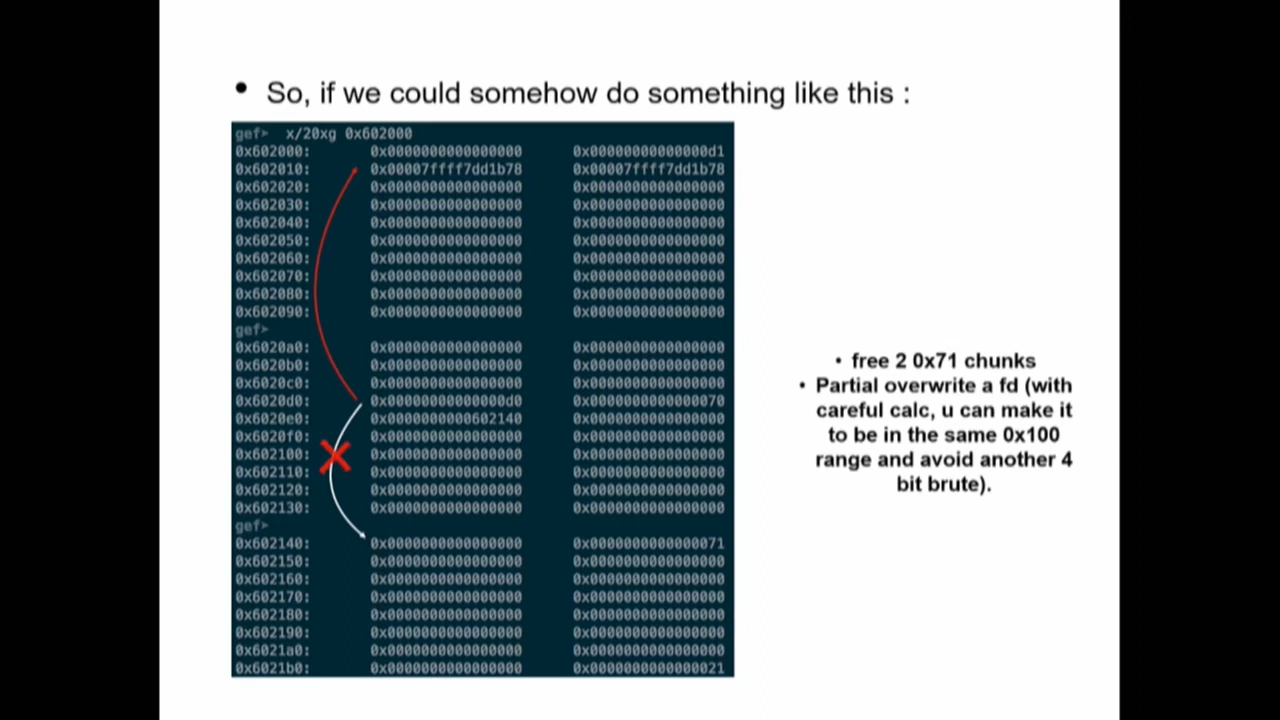 • So, if we could somehow do something like this :
gef> x/20xg 0x602000
0x602000: 0x0000000000000000 0x00000000000000d1
0x602010: 0x00007ffff7dd1b78 0x00007ffff7dd1b78
0x602020: 0x0000000000000000 0x0000000000000000
0x602030: 0x0000000000000000 0x0000000000000000
0x602040: 0x0000000000000000 0x0000000000000000
0x602050: 0x0000000000000000 0x0000000000000000
0x602060: 0x0000000000000000 0x0000000000000000
0x602070: 0x0000000000000000 0x0000000000000000
0x602080: 0x0000000000000000 0x0000000000000000
0x602090: 0x0000000000000000 0x0000000000000000
gef>
0x6020a0: 0x0000000000000000 0x0000000000000000
0x6020b0: 0x0000000000000000 0x0000000000000000
0x6020c0: 0x0000000000000000 0x0000000000000000
0x6020d0: 0x00000000000000d0 0x0000000000000070
0x6020e0: 0x0000000000602140 0x0000000000000000
0x6020f0: 0x0000000000000000 0x0000000000000000
0x602100: 0x0000000000000000 0x0000000000000000
0x602110: 0x0000000000000000 0x0000000000000000
0x602120: 0x0000000000000000 0x0000000000000000
0x602130: 0x0000000000000000 0x0000000000000000
gef>
0x602140: 0x0000000000000000 0x0000000000000071
0x602150: 0x0000000000000000 0x0000000000000000
0x602160: 0x0000000000000000 0x0000000000000000
0x602170: 0x0000000000000000 0x0000000000000000
0x602180: 0x0000000000000000 0x0000000000000000
0x602190: 0x0000000000000000 0x0000000000000000
0x6021a0: 0x0000000000000000 0x0000000000000000
0x6021b0: 0x0000000000000000 0x0000000000000021
• free 2 0x71 chunks
• Partial overwrite a fd (with
careful calc, u can make it
to be in the same 0x100
range and avoid another 4
bit brute).